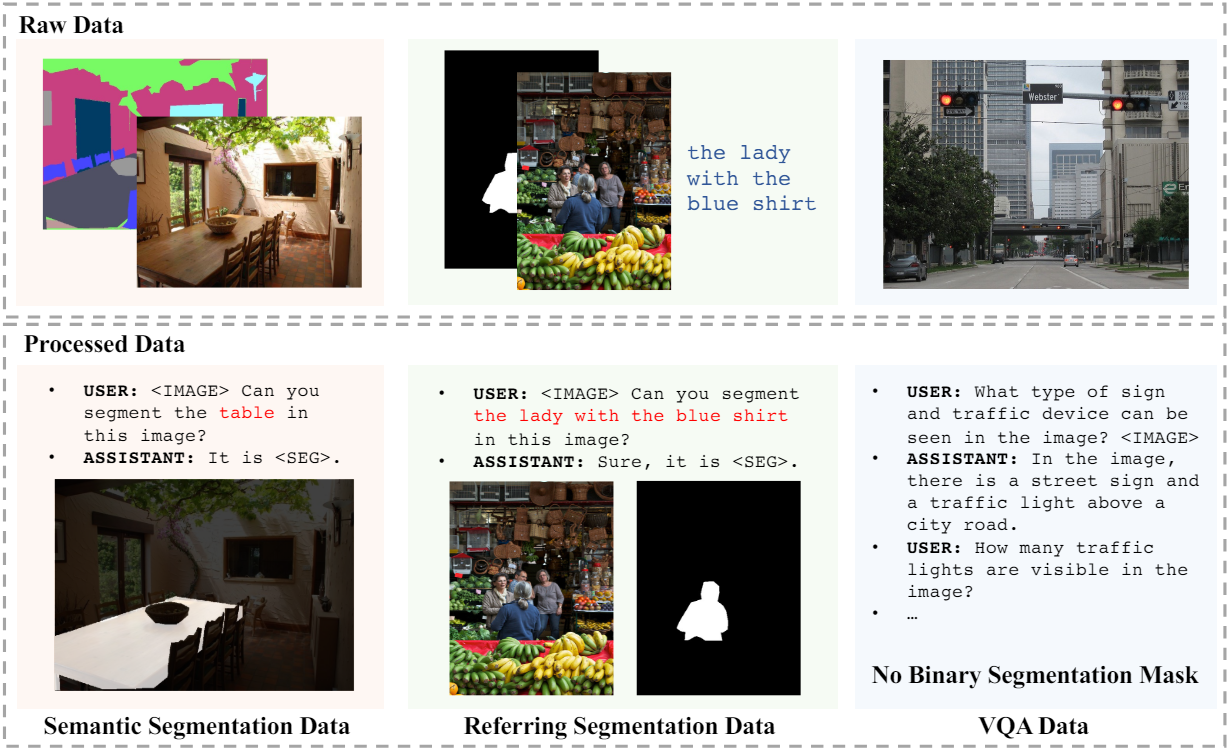 Raw Data
the lady
with the
blue shirt
Webster
Processed Data
• USER: <IMAGE> Can you
segment the table in
this image?
• ASSISTANT: It is <SEG>.
• USER: <IMAGE> Can you segment
the lady with the blue shirt
in this image?
• ASSISTANT: Sure, it is <SEG>.
• USER: What type of sign
and traffic device can be
seen in the image? <IMAGE>
• ASSISTANT: In the image,
there is a street sign and
a traffic light above a
city road.
• USER: How many traffic
lights are visible in the
image?
• …
No Binary Segmentation Mask
Semantic Segmentation Data
Referring Segmentation Data
VQA Data